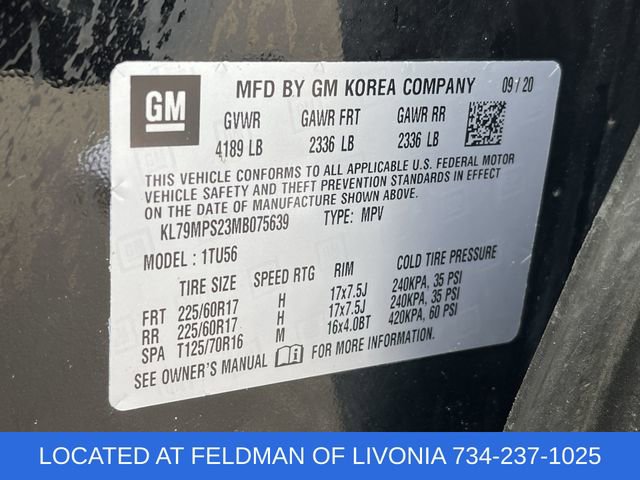 GM
MFD BY GM KOREA COMPANY 09/20
GVWR GAWR FRT GAWR RR
4189 LB 2336 LB 2336 LB
THIS VEHICLE CONFORMS TO ALL APPLICABLE U.S. FEDERAL MOTOR
VEHICLE SAFETY AND THEFT PREVENTION STANDARDS IN EFFECT
ON THE DATE OF MANUFACTURE SHOWN ABOVE.
KL79MPS23MB075639 TYPE: MPV
MODEL: 1TU56
TIRE SIZE SPEED RTG RIM COLD TIRE PRESSURE
FRT 225/60R17 H 17x7.5J 240KPA, 35 PSI
RR 225/60R17 H 17x7.5J 240KPA, 35 PSI
SPA T125/70R16 M 16x4.0BT 420KPA, 60 PSI
SEE OWNER'S MANUAL FOR MORE INFORMATION.
LOCATED AT FELDMAN OF LIVONIA 734-237-1025